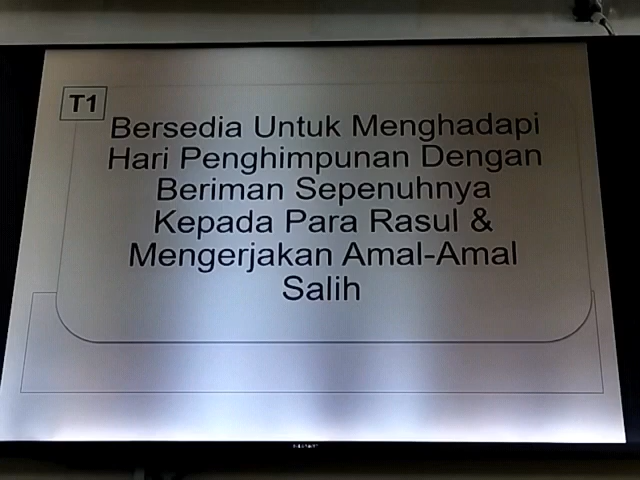 T1
Bersedia Untuk Menghadapi
Hari Penghimpunan Dengan
Beriman Sepenuhnya
Kepada Para Rasul &
Mengerjakan Amal-Amal
Salih